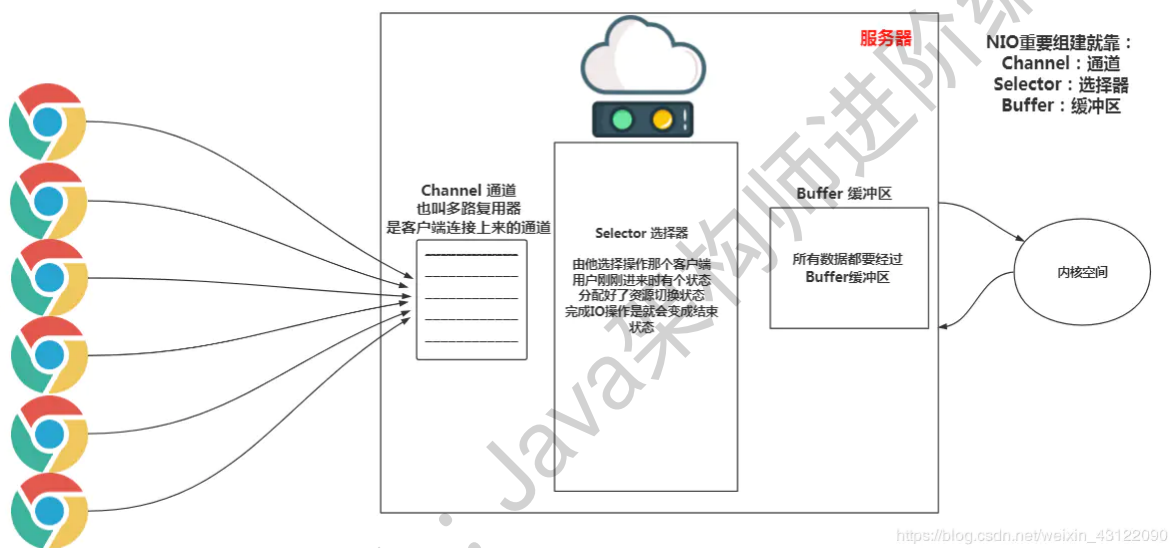 服务器
NIO重要组建就靠：
Channel：通道
Selector：选择器
Buffer：缓冲区
Channel 通道
也叫多路复用器
是客户端连接上来的通道
Selector 选择器
由他选择操作那个客户端
用户刚刚进来时有个状态
分配好了资源切换状态
完成IO操作是就会变成结束
状态
Buffer 缓冲区
所有数据都要经过
Buffer缓冲区
内核空间
：Java架构师进阶
https://blog.csdn.net/weixin_43122090